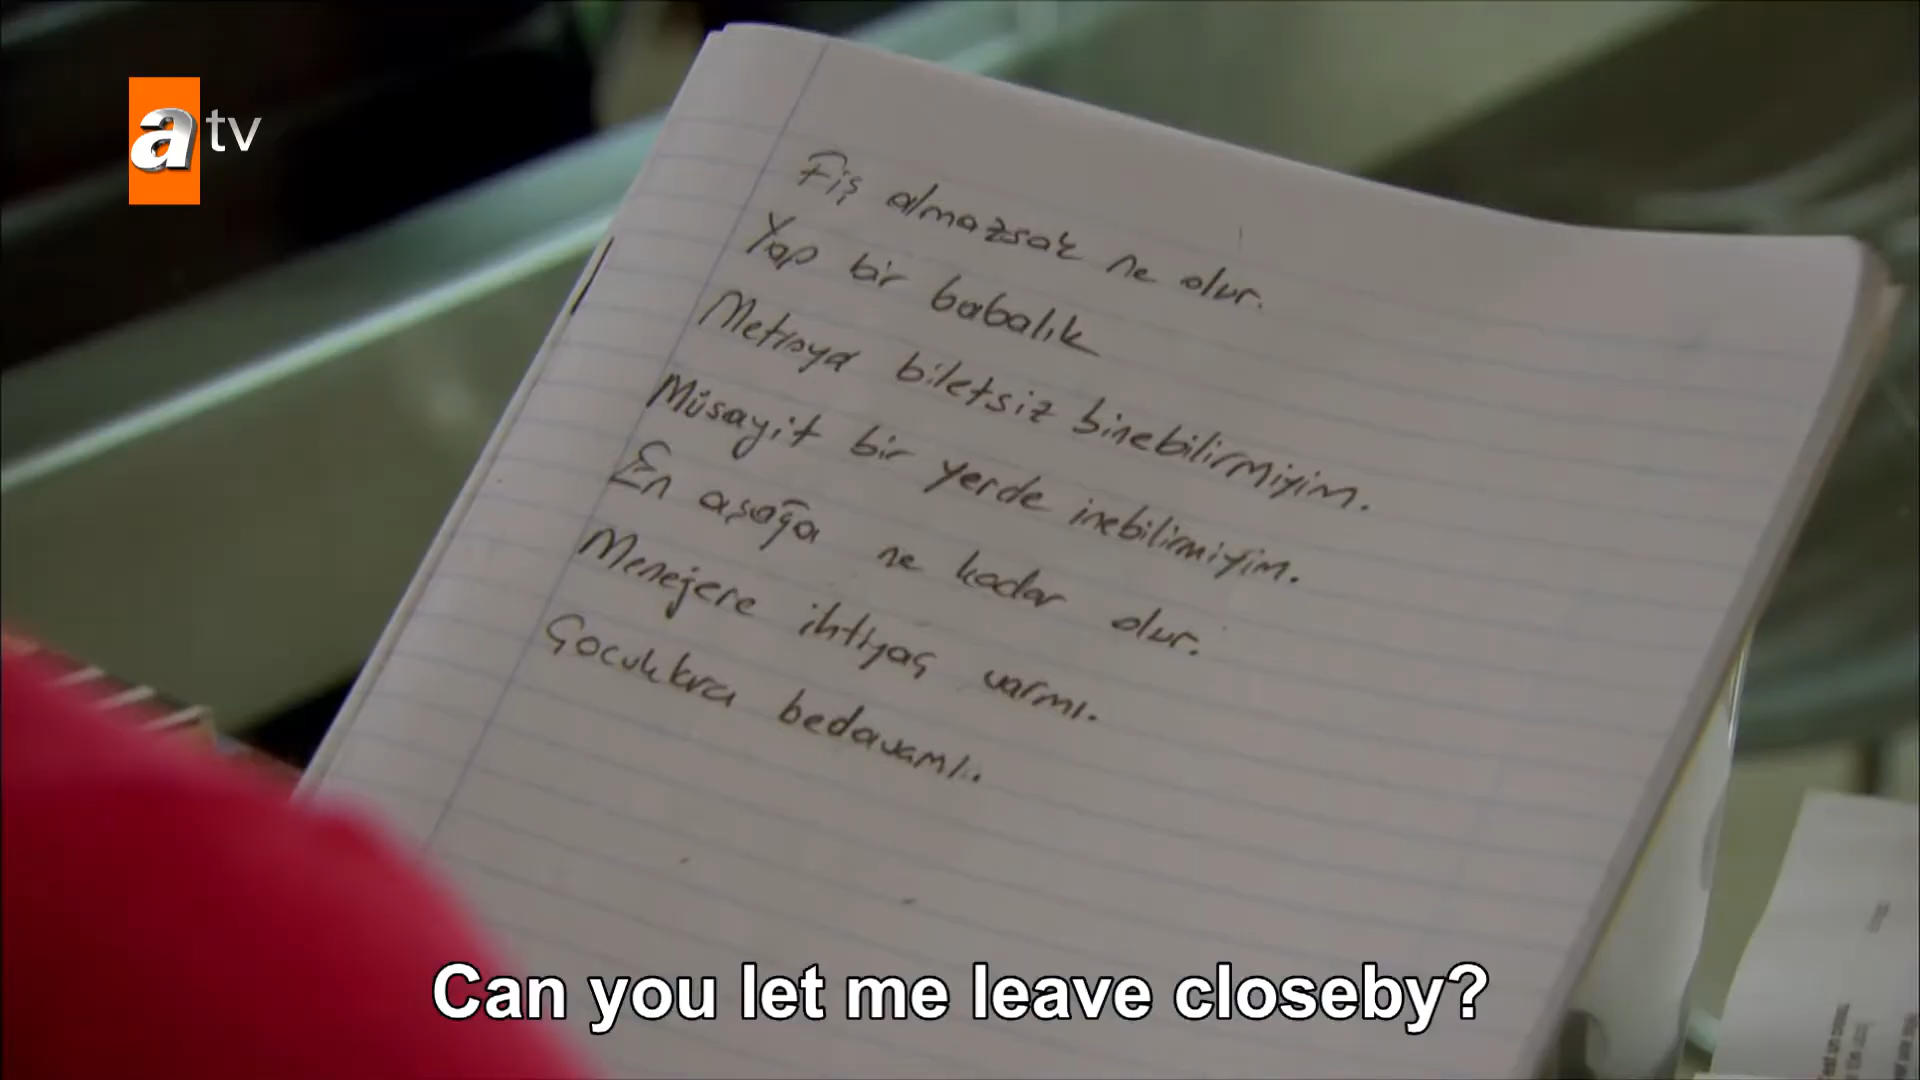 atv
Fiş almazsak ne olur.
Yap bir babalık
Metroya biletsiz binebilirmiyim.
Müsayit bir yerde inebilirmiyim.
En aşağa ne kadar olur.
Menejere ihtiyaç varmı.
Çocuklara bedavamı.
Can you let me leave closeby?